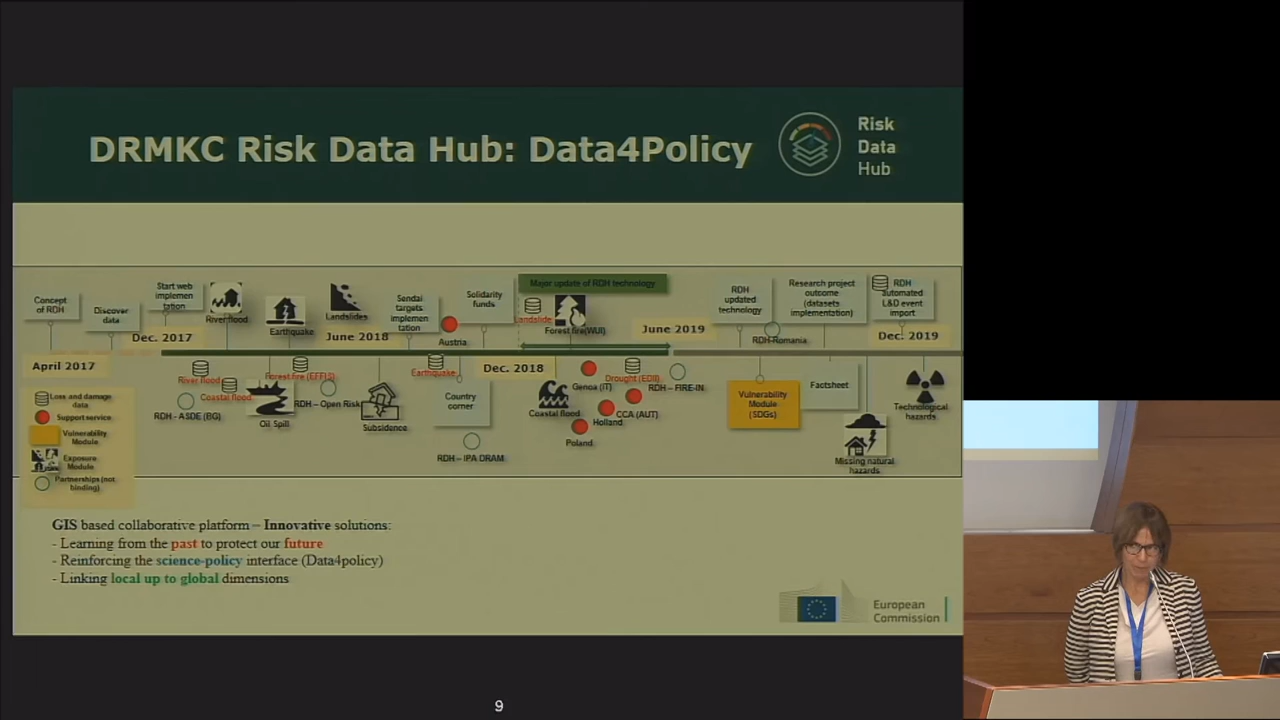 DRMKC Risk Data Hub: Data4Policy
Risk
Data
Hub
Concept
of RDH
Discover
data
Start web
implemen
tation
River flood
Earthquake
Landslides
Sendai
targets
implemen
tation
Austria
Solidarity
funds
Major update of RDH technology
Landslide
Forest fire(WUI)
RDH
updated
technology
RDH-Romania
Research project
outcome
(datasets
implementation)
RDH
automated
L&D event
import
April 2017
Dec. 2017
June 2018
Dec. 2018
June 2019
Dec: 2019
River flood
Coastal flood
RDH - ASDE (BG)
Forest fire (EFFIS)
Oil Spill
RDH – Open Risk
Subsidence
Earthquake
Country
corner
RDH – IPA DRAM
Coastal flood
Genoa (IT)
Holland
Poland
Drought (EDII)
CCA (AUT)
RDH – FIRE-IN
Vulnerability
Module
(SDGs)
Factsheet
Missing natural
hazards
Technological
hazards
Loss and damage
data
Support service
Vulnerability
Module
Exposure
Module
Partnerships (not
binding)
GIS based collaborative platform – Innovative solutions:
- Learning from the past to protect our future
- Reinforcing the science-policy interface (Data4policy)
- Linking local up to global dimensions
European
Commission
9